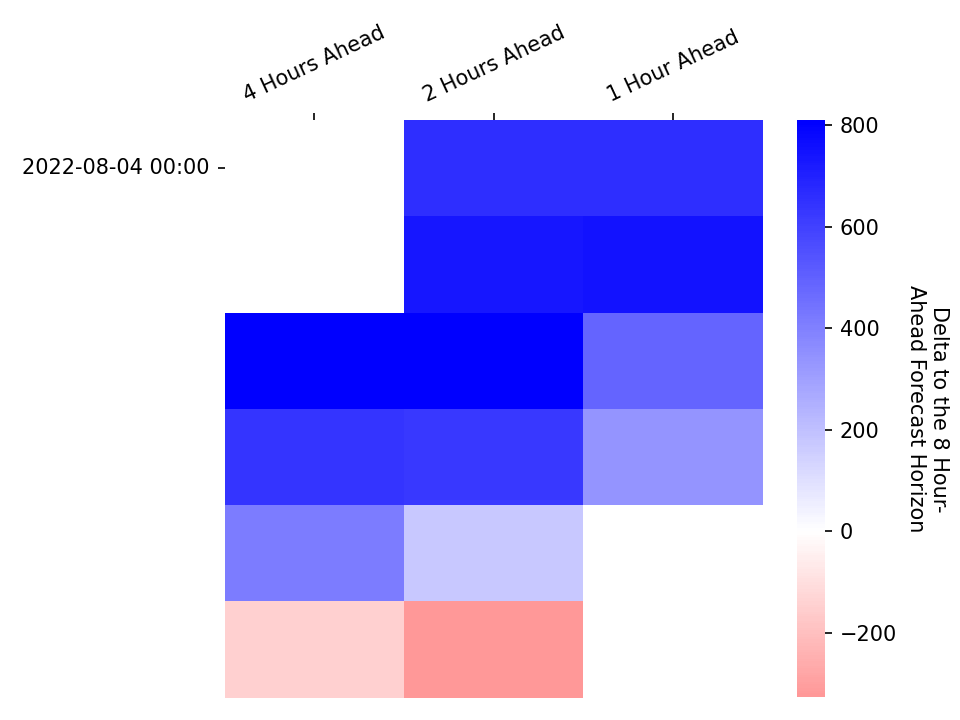 4 Hours Ahead
2 Hours Ahead
1 Hour Ahead
2022-08-04 00:00
800
600
400
200
0
−200
Delta to the 8 Hour-
Ahead Forecast Horizon